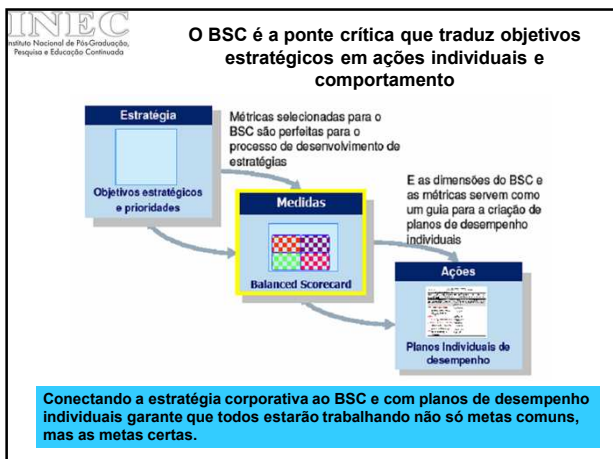 INEC
Instituto Nacional de Pós-Graduação,
Pesquisa e Educação Continuada
O BSC é a ponte crítica que traduz objetivos
estratégicos em ações individuais e
comportamento
Estratégia
Objetivos estratégicos
e prioridades
Métricas selecionadas para o
BSC são perfeitas para o
processo de desenvolvimento de
estratégias
Medidas
Balanced Scorecard
E as dimensões do BSC e
as métricas servem como
um guia para a criação de
planos de desempenho
individuais
Ações
Planos Individuais de
desempenho
Conectando a estratégia corporativa ao BSC e com planos de desempenho
individuais garante que todos estarão trabalhando não só metas comuns,
mas as metas certas.